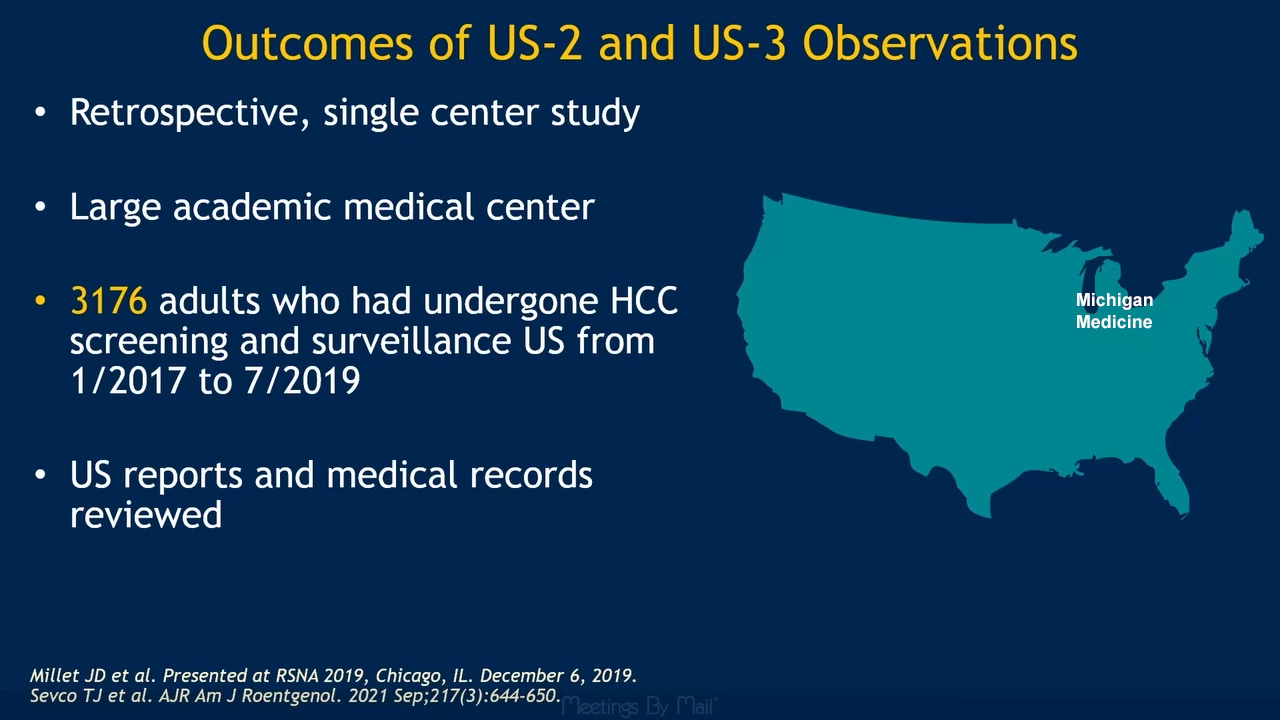 Outcomes of US-2 and US-3 Observations
• Retrospective, single center study
• Large academic medical center
• 3176 adults who had undergone HCC
screening and surveillance US from
1/2017 to 7/2019
• US reports and medical records
reviewed
Michigan
Medicine
Millet JD et al. Presented at RSNA 2019, Chicago, IL. December 6, 2019.
Sevco TJ et al. AJR Am J Roentgenol. 2021 Sep;217(3):644-650.
Meetings By Mail